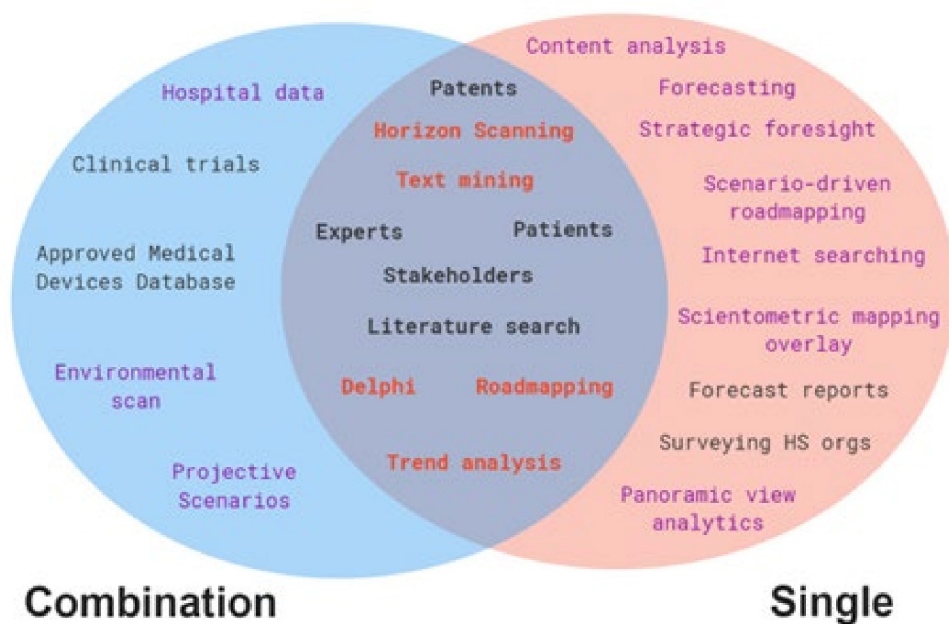 Content analysis
Hospital data
Patents
Forecasting
Horizon Scanning
Strategic foresight
Clinical trials
Text mining
Scenario-driven
roadmapping
Experts
Patients
Approved Medical
Devices Database
Internet searching
Stakeholders
Literature search
Scientometric mapping
overlay
Environmental
scan
Delphi
Roadmapping
Forecast reports
Surveying HS orgs
Trend analysis
Projective
Scenarios
Panoramic view
analytics
Combination
Single